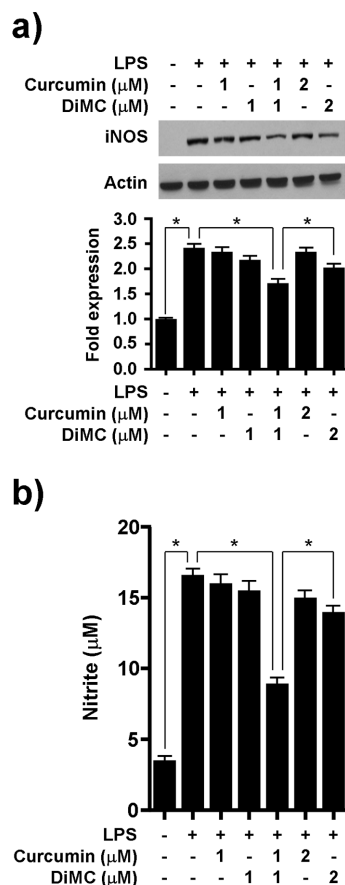 a)
LPS - + + + + + +
Curcumin (μM) - - 1 - 1 2 -
DiMC (μM) - - - 1 1 - 2
iNOS
Actin
Fold expression
3.0
2.5
2.0
1.5
1.0
0.5
0.0
* * *
LPS - + + + + + +
Curcumin (μM) - - 1 - 1 2 -
DiMC (μM) - - - 1 1 - 2
b)
Nitrite (μM)
20
15
10
5
0
* * *
LPS - + + + + + +
Curcumin (μM) - - 1 - 1 2 -
DiMC (μM) - - - 1 1 - 2